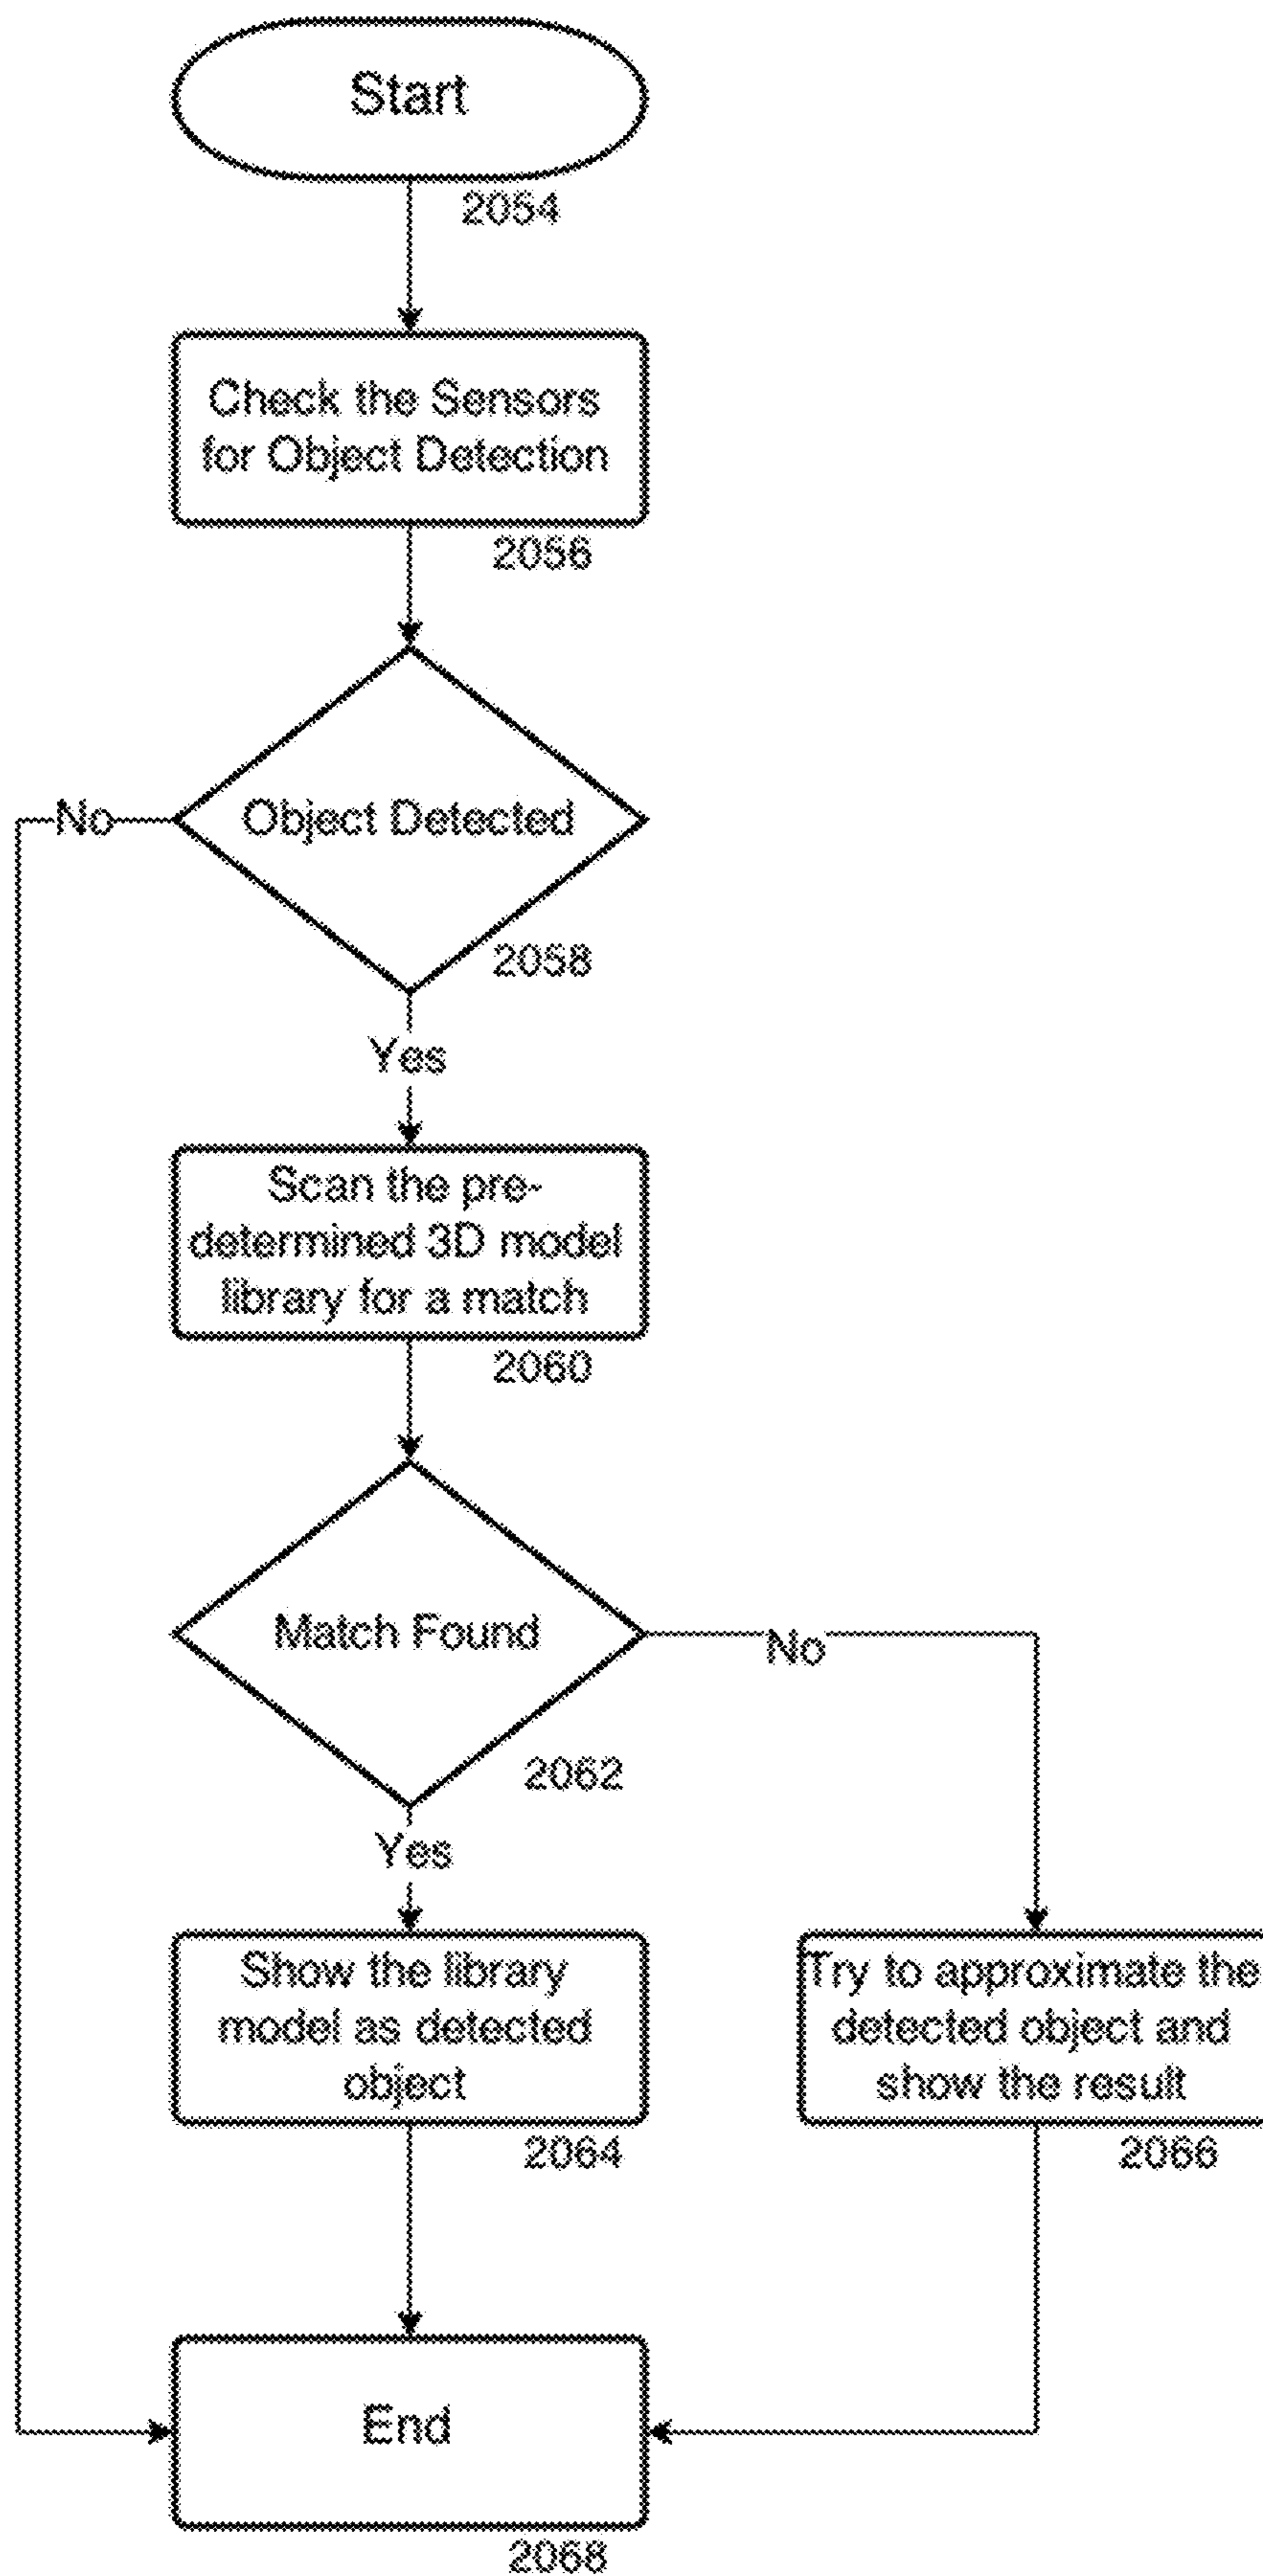 Start
2054
Check the Sensors
for Object Detection
2056
Object Detected
No
2058
Yes
Scan the pre-
determined 3D model
library for a match
2060
Match Found
No
2062
Yes
Show the library
model as detected
object
2064
Try to approximate the
detected object and
show the result
2066
End
2068